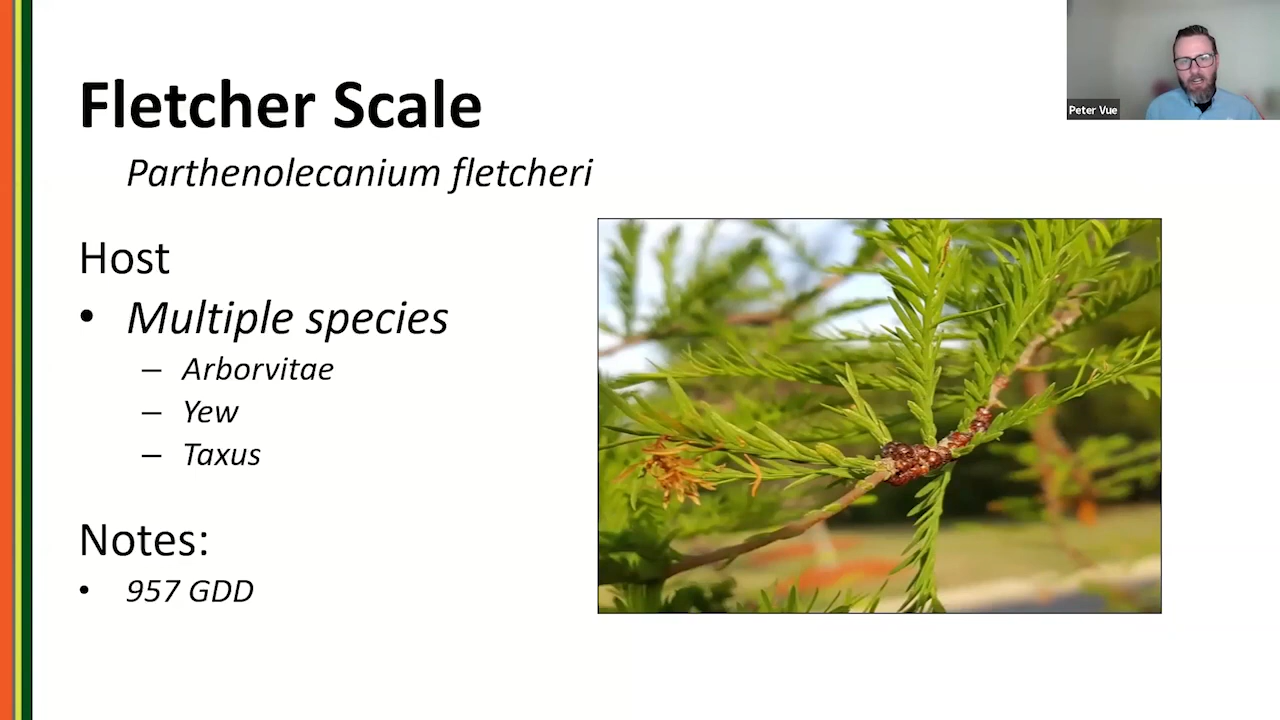 Fletcher Scale
Parthenolecanium fletcheri
Host
• Multiple species
– Arborvitae
– Yew
– Taxus
Notes:
• 957 GDD
Peter Vue